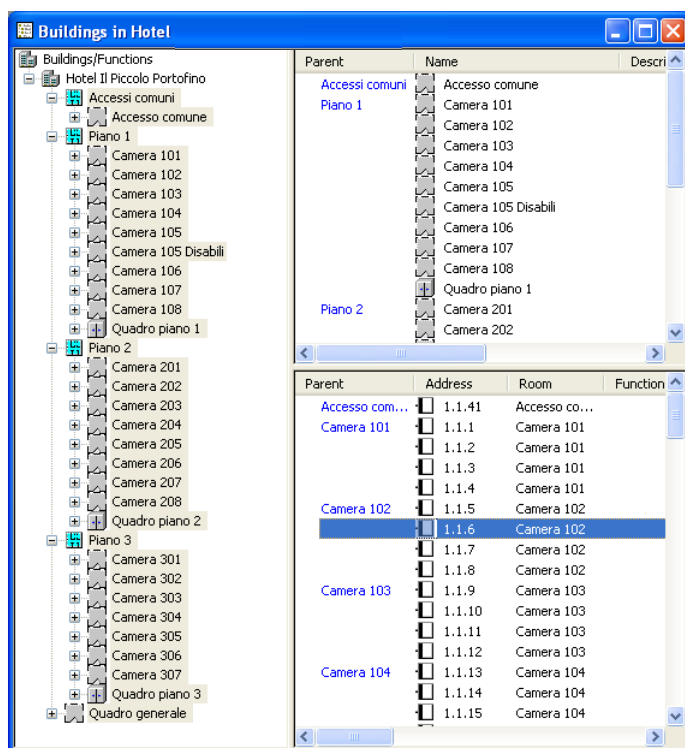 Buildings in Hotel
Buildings/Functions
Hotel Il Piccolo Portofino
Accessi comuni
Accesso comune
Piano 1
Camera 101
Camera 102
Camera 103
Camera 104
Camera 105
Camera 105 Disabili
Camera 106
Camera 107
Camera 108
Quadro piano 1
Piano 2
Camera 201
Camera 202
Camera 203
Camera 204
Camera 205
Camera 206
Camera 207
Camera 208
Quadro piano 2
Piano 3
Camera 301
Camera 302
Camera 303
Camera 304
Camera 305
Camera 306
Camera 307
Quadro piano 3
Quadro generale
Parent Name Descri
Accessi comuni Accesso comune
Piano 1 Camera 101
Camera 102
Camera 103
Camera 104
Camera 105
Camera 105 Disabili
Camera 106
Camera 107
Camera 108
Quadro piano 1
Piano 2 Camera 201
Camera 202
Parent Address Room Function
Accesso com... 1.1.41 Accesso co...
Camera 101 1.1.1 Camera 101
1.1.2 Camera 101
1.1.3 Camera 101
1.1.4 Camera 101
Camera 102 1.1.5 Camera 102
1.1.6 Camera 102
1.1.7 Camera 102
1.1.8 Camera 102
Camera 103 1.1.9 Camera 103
1.1.10 Camera 103
1.1.11 Camera 103
1.1.12 Camera 103
Camera 104 1.1.13 Camera 104
1.1.14 Camera 104
1.1.15 Camera 104